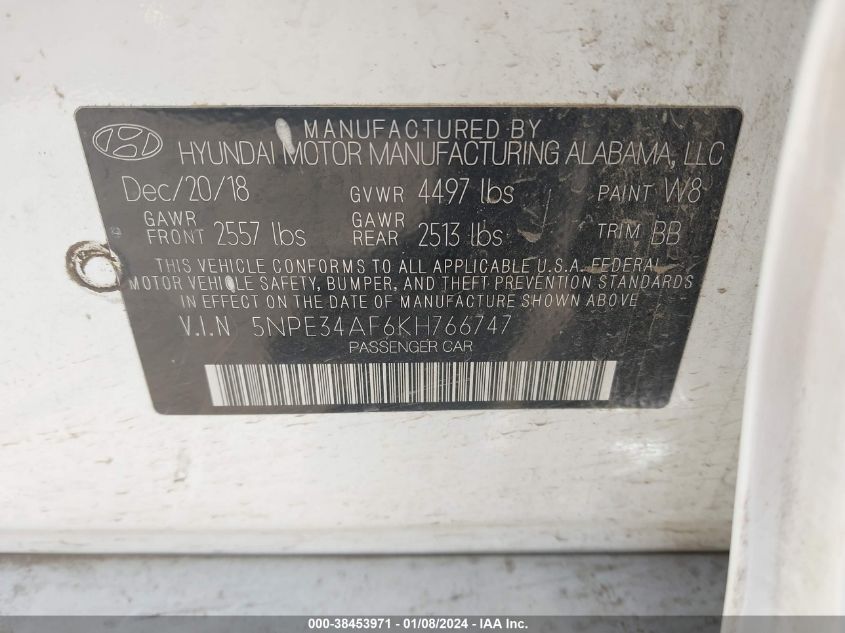 MANUFACTURED BY
HYUNDAI MOTOR MANUFACTURING ALABAMA, LLC
Dec/20/18 GVWR 4497 lbs PAINT W8
GAWR FRONT 2557 lbs GAWR REAR 2513 lbs TRIM BB
THIS VEHICLE CONFORMS TO ALL APPLICABLE U.S.A. FEDERAL
MOTOR VEHICLE SAFETY, BUMPER, AND THEFT PREVENTION STANDARDS
IN EFFECT ON THE DATE OF MANUFACTURE SHOWN ABOVE
V.I.N 5NPE34AF6KH766747
PASSENGER CAR
000-38453971 - 01/08/2024 - IAA Inc.